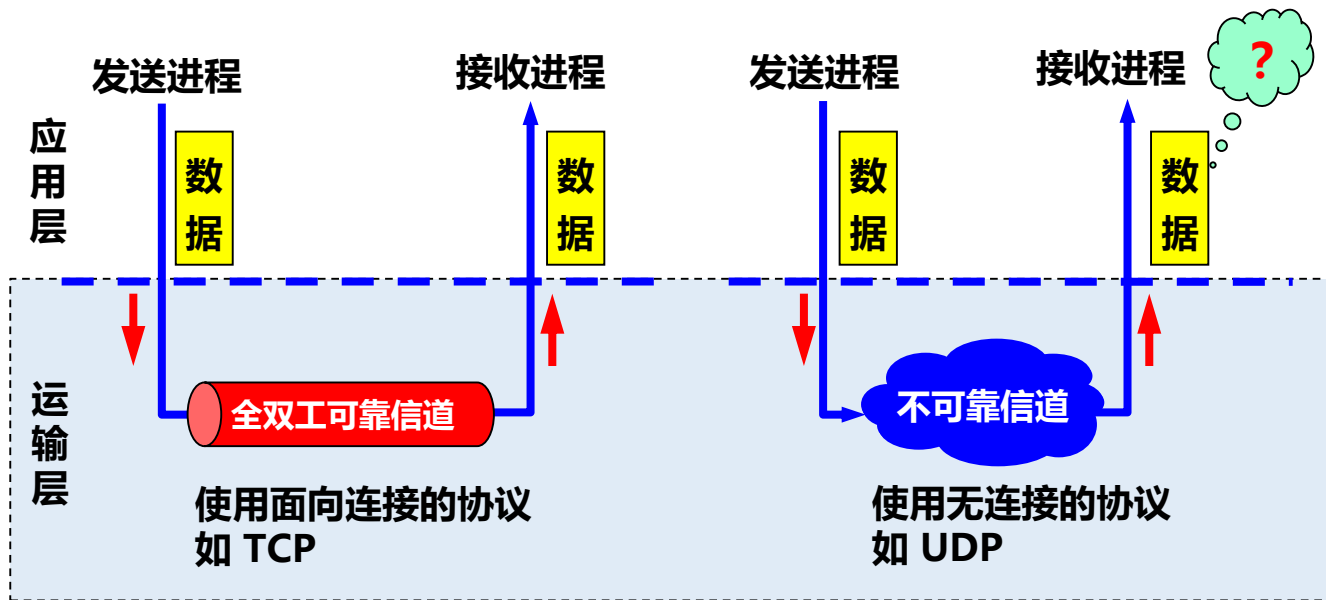 发送进程
接收进程
发送进程
接收进程
?
应用层
数据
数据
数据
数据
运输层
全双工可靠信道
不可靠信道
使用面向连接的协议
如 TCP
使用无连接的协议
如 UDP